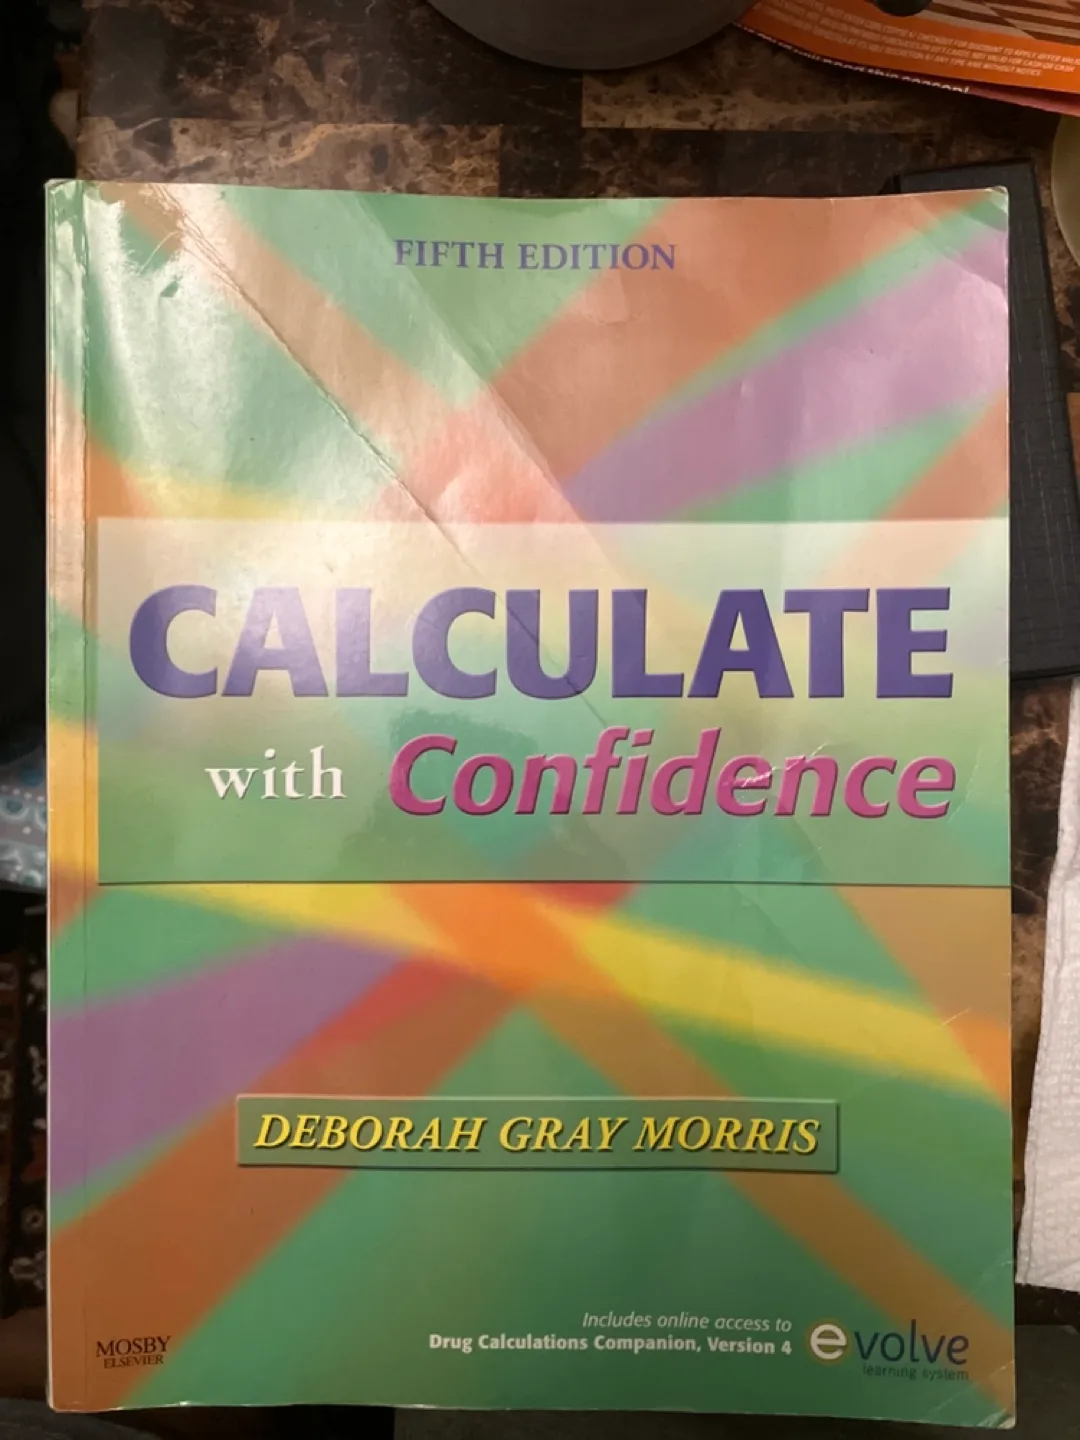 FIFTH EDITION
CALCULATE
with Confidence
DEBORAH GRAY MORRIS
Includes online access to
Drug Calculations Companion, Version 4
evolve
learning system
MOSBY
ELSEVIER